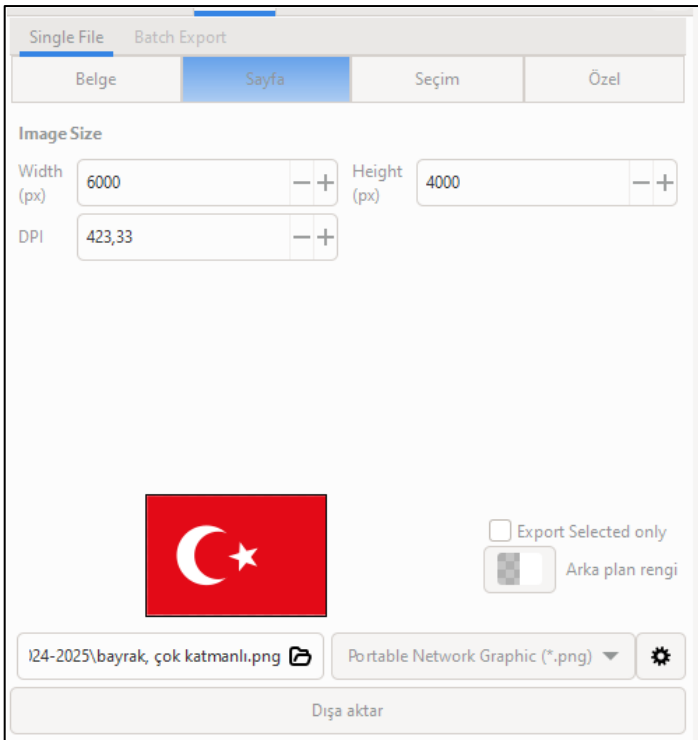 Single File Batch Export
Belge Sayfa Seçim Özel
Image Size
Width (px) 6000 Height (px) 4000
DPI 423,33
Export Selected only
Arka plan rengi
24-2025\bayrak, çok katmanlı.png Portable Network Graphic (*.png)
Dışa aktar